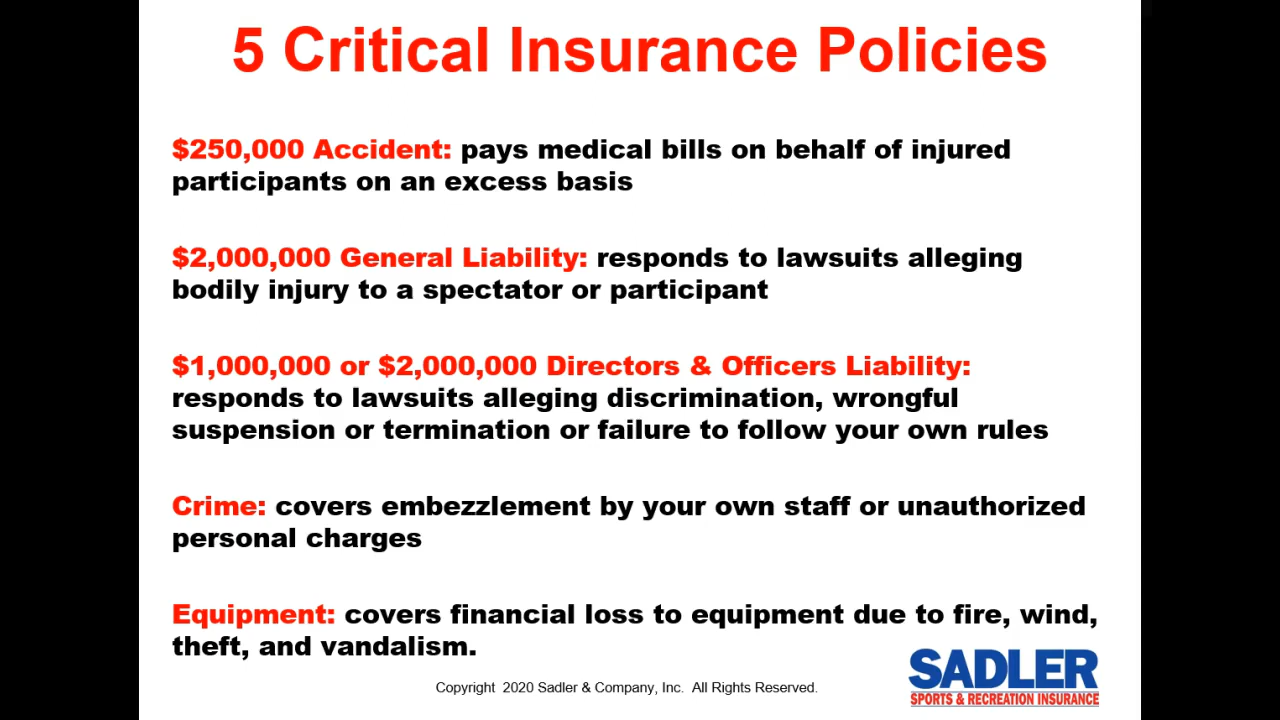 5 Critical Insurance Policies
$250,000 Accident: pays medical bills on behalf of injured
participants on an excess basis
$2,000,000 General Liability: responds to lawsuits alleging
bodily injury to a spectator or participant
$1,000,000 or $2,000,000 Directors & Officers Liability:
responds to lawsuits alleging discrimination, wrongful
suspension or termination or failure to follow your own rules
Crime: covers embezzlement by your own staff or unauthorized
personal charges
Equipment: covers financial loss to equipment due to fire, wind,
theft, and vandalism.
Copyright 2020 Sadler & Company, Inc. All Rights Reserved.
SADLER
SPORTS & RECREATION INSURANCE